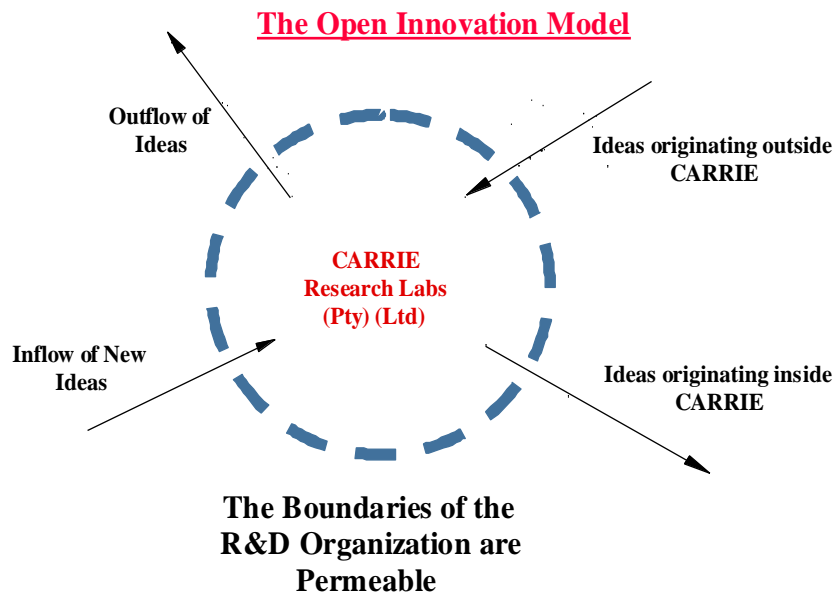 The Open Innovation Model
Outflow of
Ideas
Ideas originating outside
CARRIE
CARRIE
Research Labs
(Pty) (Ltd)
Inflow of New
Ideas
Ideas originating inside
CARRIE
The Boundaries of the
R&D Organization are
Permeable